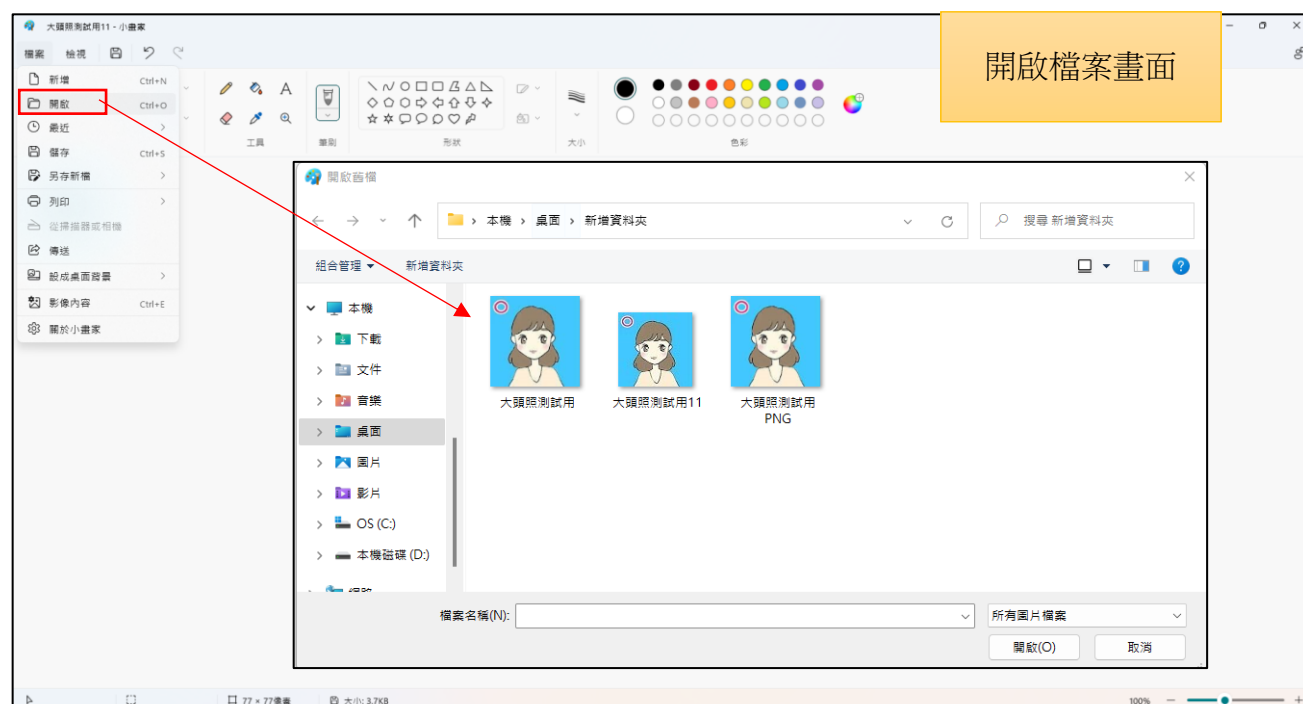 大頭照測試用11 - 小畫家
開啟檔案畫面
檔案 檢視
新增 Ctrl+N
開啟 Ctrl+O
最近
儲存 Ctrl+S
另存新檔
列印
從掃描器或相機
傳送
設成桌面背景
影像內容 Ctrl+E
關於小畫家
工具 筆刷 形狀 大小 色彩
開啟舊檔
本機 › 桌面 › 新增資料夾
搜尋 新增資料夾
組合管理 新增資料夾
本機
下載
文件
音樂
桌面
圖片
影片
OS (C:)
本機磁碟 (D:)
大頭照測試用
大頭照測試用11
大頭照測試用
PNG
檔案名稱(N):
所有圖片檔案
開啟(O) 取消
77 × 77像素
大小: 3.7KB
100%